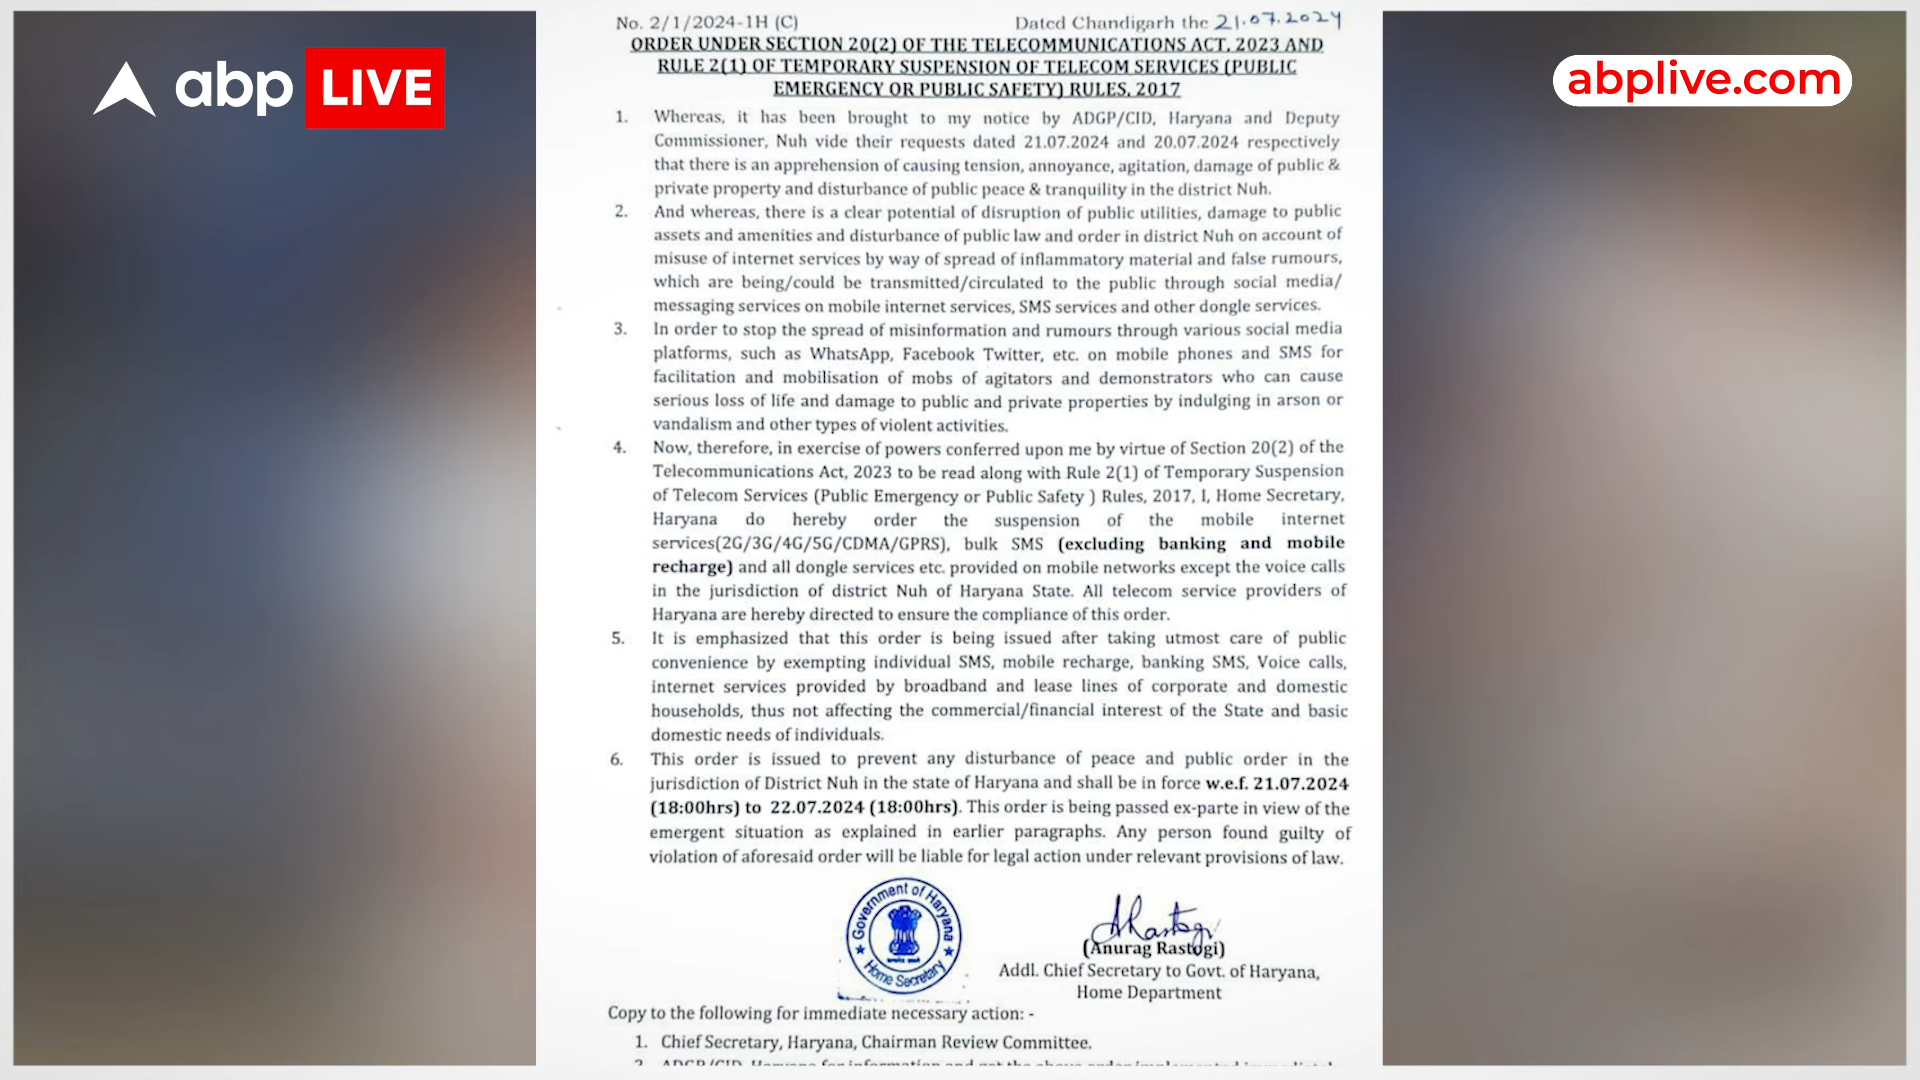 abp LIVE
abplive.com
No. 2/1/2024-1H (C) Dated Chandigarh the 21.07.2024
ORDER UNDER SECTION 20(2) OF THE TELECOMMUNICATIONS ACT, 2023 AND
RULE 2(1) OF TEMPORARY SUSPENSION OF TELECOM SERVICES (PUBLIC
EMERGENCY OR PUBLIC SAFETY) RULES, 2017
1. Whereas, it has been brought to my notice by ADGP/CID, Haryana and Deputy
Commissioner, Nuh vide their requests dated 21.07.2024 and 20.07.2024 respectively
that there is an apprehension of causing tension, annoyance, agitation, damage of public &
private property and disturbance of public peace & tranquility in the district Nuh.
2. And whereas, there is a clear potential of disruption of public utilities, damage to public
assets and amenities and disturbance of public law and order in district Nuh on account of
misuse of internet services by way of spread of inflammatory material and false rumours,
which are being/could be transmitted/circulated to the public through social media/
messaging services on mobile internet services, SMS services and other dongle services.
3. In order to stop the spread of misinformation and rumours through various social media
platforms, such as WhatsApp, Facebook Twitter, etc. on mobile phones and SMS for
facilitation and mobilisation of mobs of agitators and demonstrators who can cause
serious loss of life and damage to public and private properties by indulging in arson or
vandalism and other types of violent activities.
4. Now, therefore, in exercise of powers conferred upon me by virtue of Section 20(2) of the
Telecommunications Act, 2023 to be read along with Rule 2(1) of Temporary Suspension
of Telecom Services (Public Emergency or Public Safety ) Rules, 2017, I, Home Secretary,
Haryana do hereby order the suspension of the mobile internet
services(2G/3G/4G/5G/CDMA/GPRS), bulk SMS (excluding banking and mobile
recharge) and all dongle services etc. provided on mobile networks except the voice calls
in the jurisdiction of district Nuh of Haryana State. All telecom service providers of
Haryana are hereby directed to ensure the compliance of this order.
5. It is emphasized that this order is being issued after taking utmost care of public
convenience by exempting individual SMS, mobile recharge, banking SMS, Voice calls,
internet services provided by broadband and lease lines of corporate and domestic
households, thus not affecting the commercial/financial interest of the State and basic
domestic needs of individuals.
6. This order is issued to prevent any disturbance of peace and public order in the
jurisdiction of District Nuh in the state of Haryana and shall be in force w.e.f. 21.07.2024
(18:00hrs) to 22.07.2024 (18:00hrs). This order is being passed ex-parte in view of the
emergent situation as explained in earlier paragraphs. Any person found guilty of
violation of aforesaid order will be liable for legal action under relevant provisions of law.
Government of Haryana
Home Secretary
(Anurag Rastogi)
Addl. Chief Secretary to Govt. of Haryana,
Home Department
Copy to the following for immediate necessary action: -
1. Chief Secretary, Haryana, Chairman Review Committee.